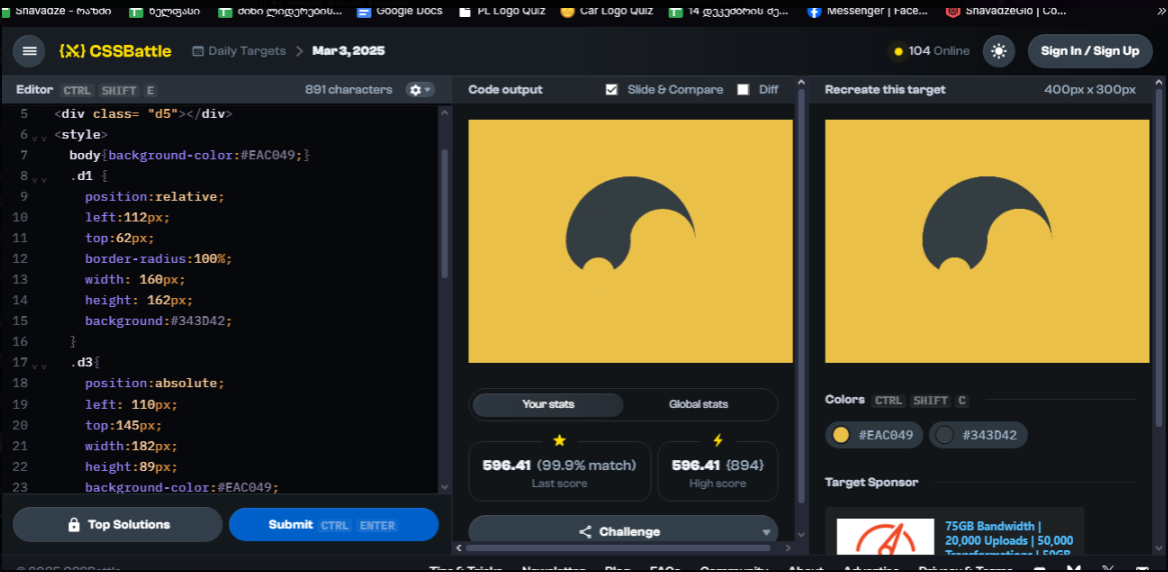 Shavadze - რაზმი ხელფასი შიში ლიდერების... Google Docs PL Logo Quiz Car Logo Quiz 14 დეკემბრის შე... Messenger | Face... ShavadzeGio | Co...
{X} CSSBattle Daily Targets > Mar 3, 2025 104 Online Sign In / Sign Up
Editor CTRL SHIFT E 891 characters
5 <div class= "d5"></div>
6 <style>
7 body{background-color:#EAC049;}
8 .d1 {
9 position:relative;
10 left:112px;
11 top:62px;
12 border-radius:100%;
13 width: 160px;
14 height: 162px;
15 background:#343D42;
16 }
17 .d3{
18 position:absolute;
19 left: 110px;
20 top:145px;
21 width:182px;
22 height:89px;
23 background-color:#EAC049;
Top Solutions
Submit CTRL ENTER
Code output Slide & Compare Diff
Your stats Global stats
596.41 (99.9% match)
Last score
596.41 {894}
High score
Challenge
Recreate this target 400px x 300px
Colors CTRL SHIFT C
#EAC049 #343D42
Target Sponsor
75GB Bandwidth |
20,000 Uploads | 50,000
Transformations | 50GB
© 2025 CSSBattle Tips & Tricks Newsletter Blog FAQs Community About Advertise Privacy & Terms